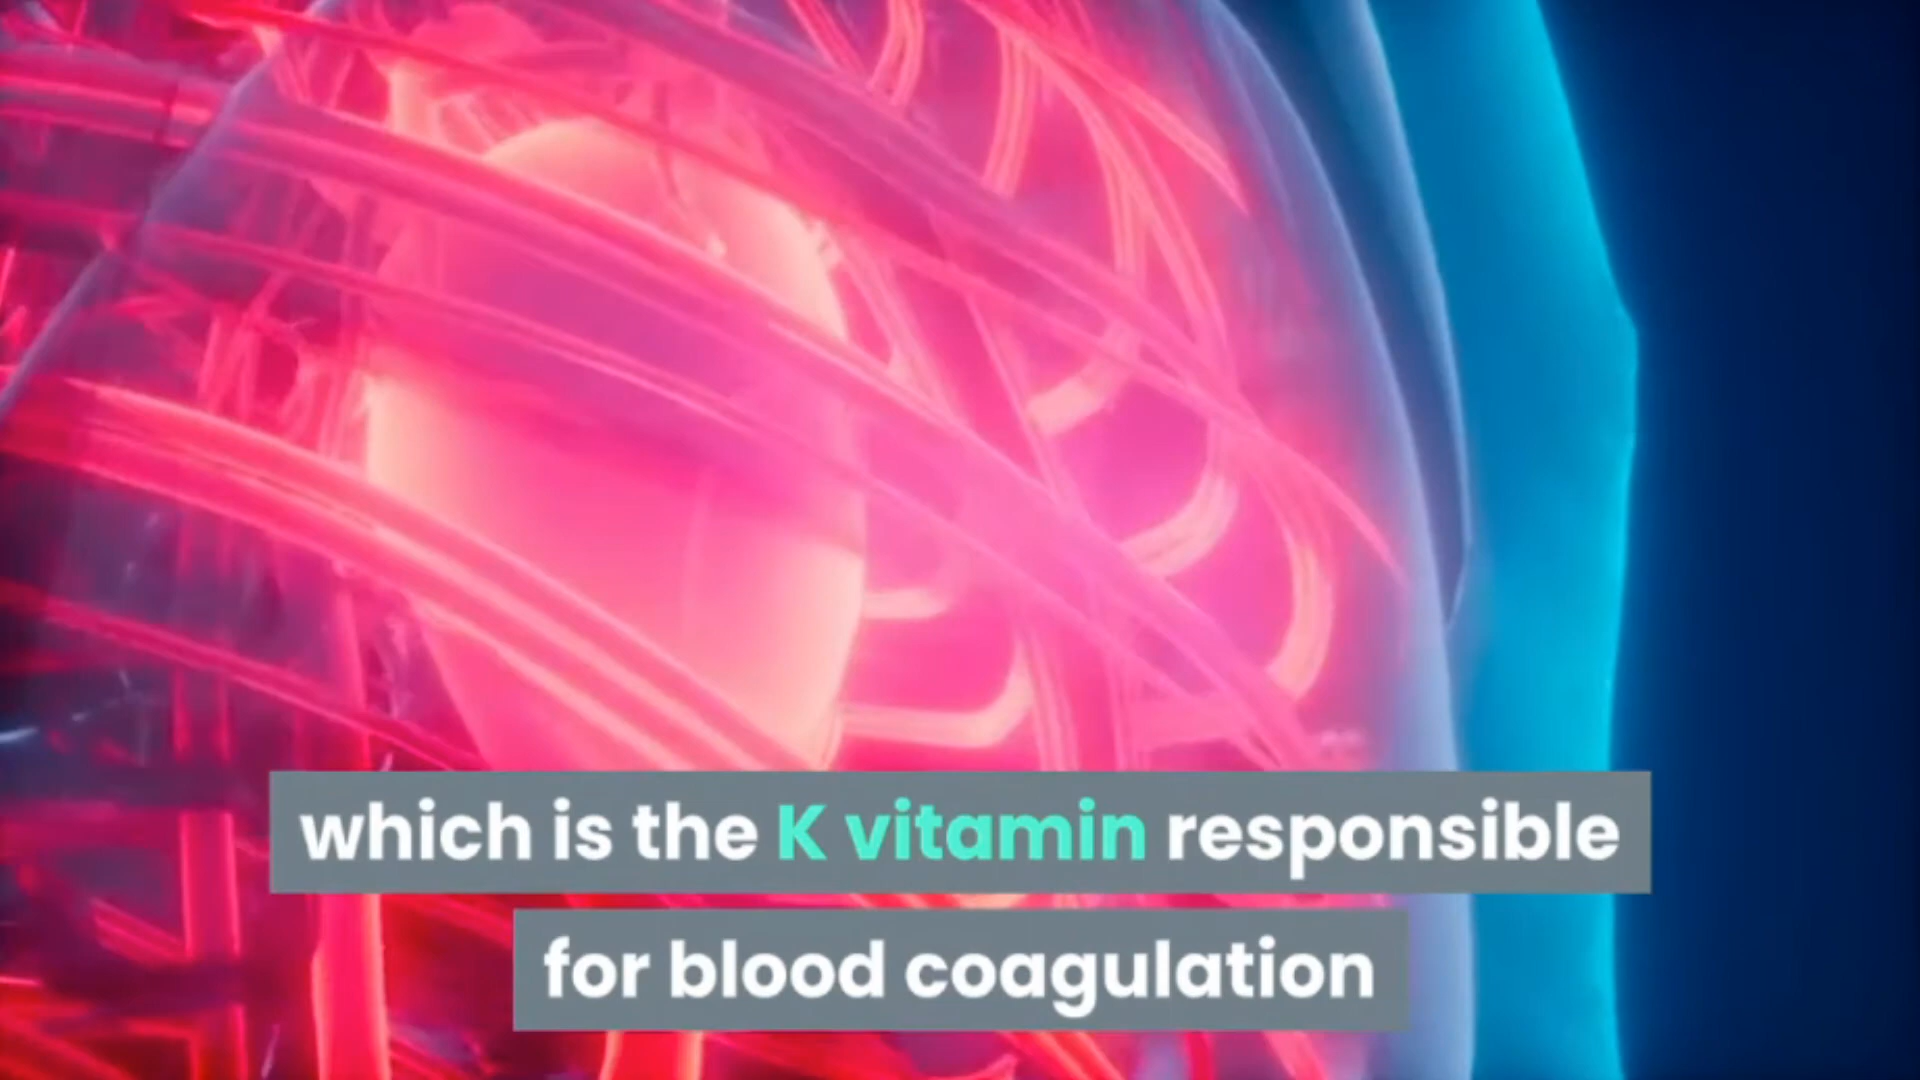 which is the K vitamin responsible
for blood coagulation